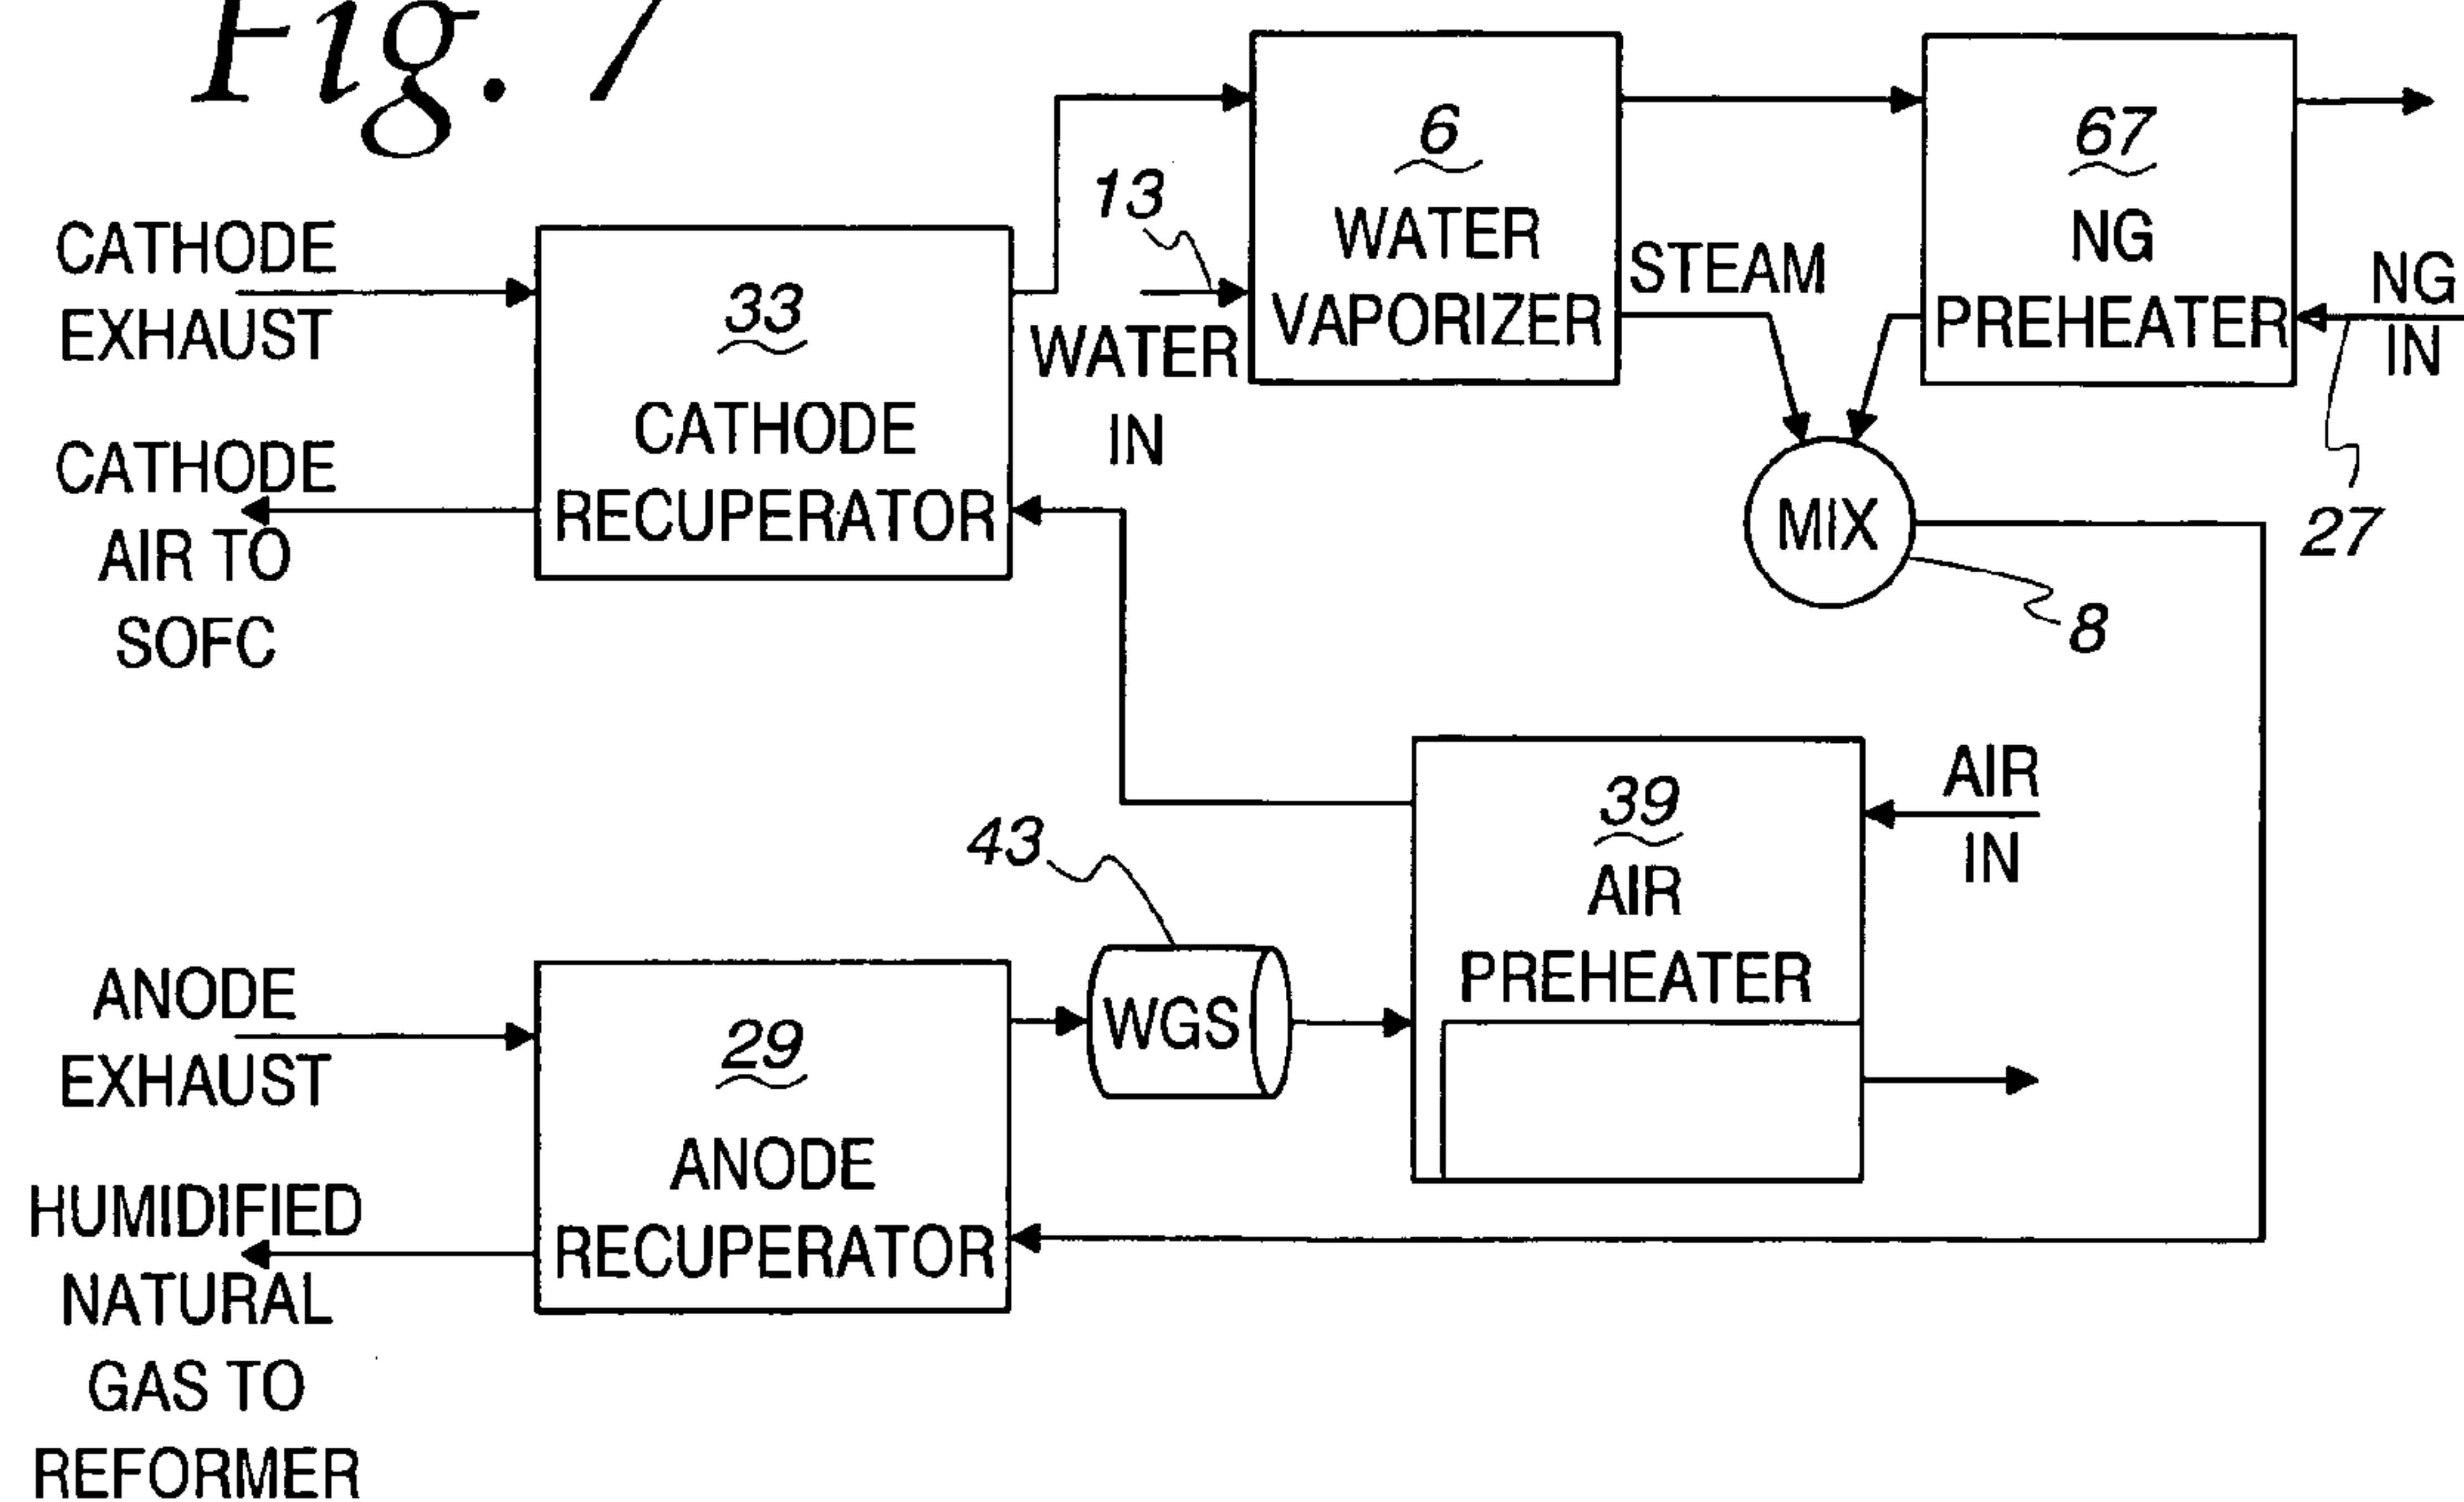 Fig. 7
CATHODE
EXHAUST
CATHODE
AIR TO
SOFC
33
CATHODE
RECUPERATOR
13
WATER
IN
6
WATER
VAPORIZER
STEAM
67
NG
PREHEATER
NG
IN
27
MIX
8
39
AIR
PREHEATER
AIR
IN
43
WGS
ANODE
EXHAUST
29
ANODE
RECUPERATOR
HUMIDIFIED
NATURAL
GAS TO
REFORMER